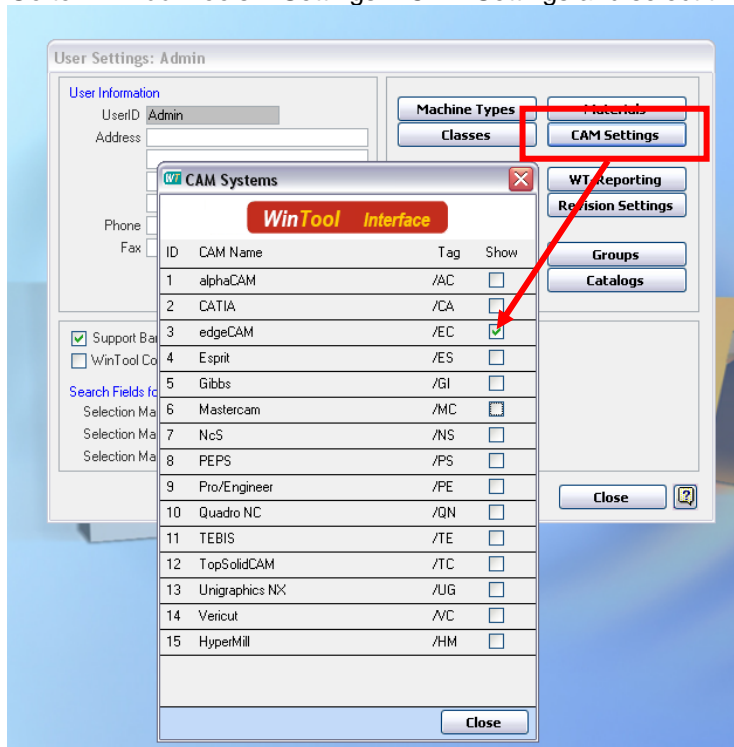 User Settings: Admin
User Information
UserID Admin
Address
Phone
Fax
Machine Types
Materials
Classes
CAM Settings
WT-Reporting
Revision Settings
Groups
Catalogs
Support Ba
WinTool Co
Search Fields fo
Selection Ma
Selection Ma
Selection Ma
Close
WT CAM Systems
WinTool Interface
ID CAM Name Tag Show
1 alphaCAM /AC
2 CATIA /CA
3 edgeCAM /EC
4 Esprit /ES
5 Gibbs /GI
6 Mastercam /MC
7 NcS /NS
8 PEPS /PS
9 Pro/Engineer /PE
10 Quadro NC /QN
11 TEBIS /TE
12 TopSolidCAM /TC
13 Unigraphics NX /UG
14 Vericut /VC
15 HyperMill /HM
Close